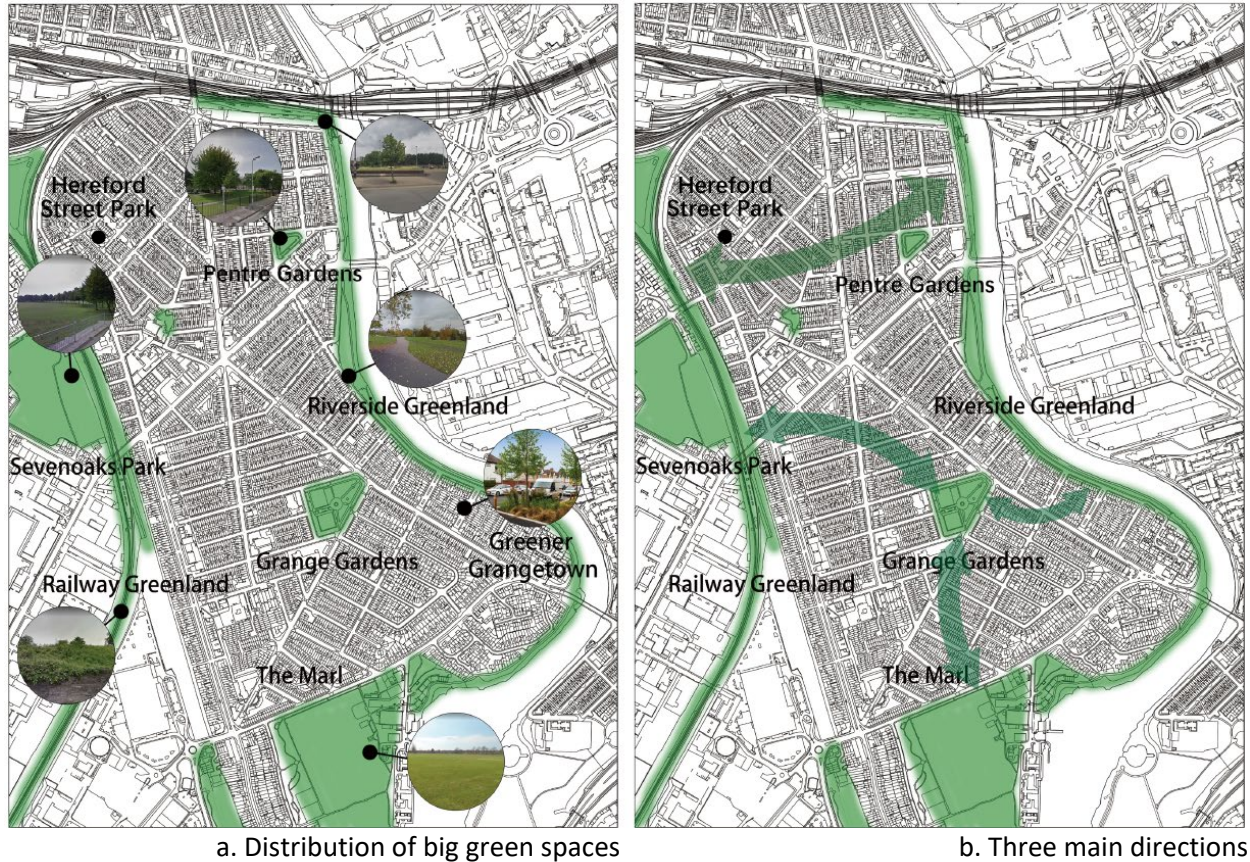 Hereford
Street Park
Pentre Gardens
Riverside Greenland
Sevenoaks Park
Greener
Grangetown
Grange Gardens
Railway Greenland
The Marl
a. Distribution of big green spaces
Hereford
Street Park
Pentre Gardens
Riverside Greenland
Sevenoaks Park
Grange Gardens
Railway Greenland
The Marl
b. Three main directions